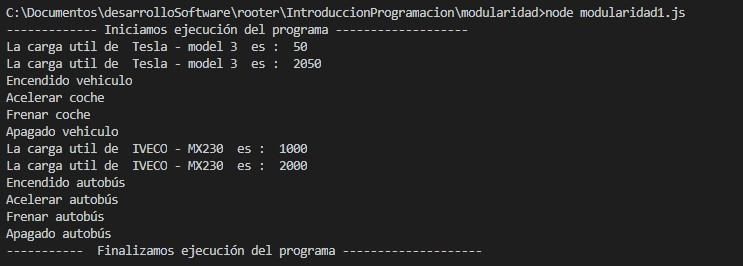 C:\Documentos\desarrolloSoftware\rooter\IntroduccionProgramacion\modularidad>node modularidad1.js
------------- Iniciamos ejecución del programa -------------------
La carga util de  Tesla - model 3  es :  50
La carga util de  Tesla - model 3  es :  2050
Encendido vehiculo
Acelerar coche
Frenar coche
Apagado vehiculo
La carga util de  IVECO - MX230  es :  1000
La carga util de  IVECO - MX230  es :  2000
Encendido autobús
Acelerar autobús
Frenar autobús
Apagado autobús
-----------  Finalizamos ejecución del programa --------------------